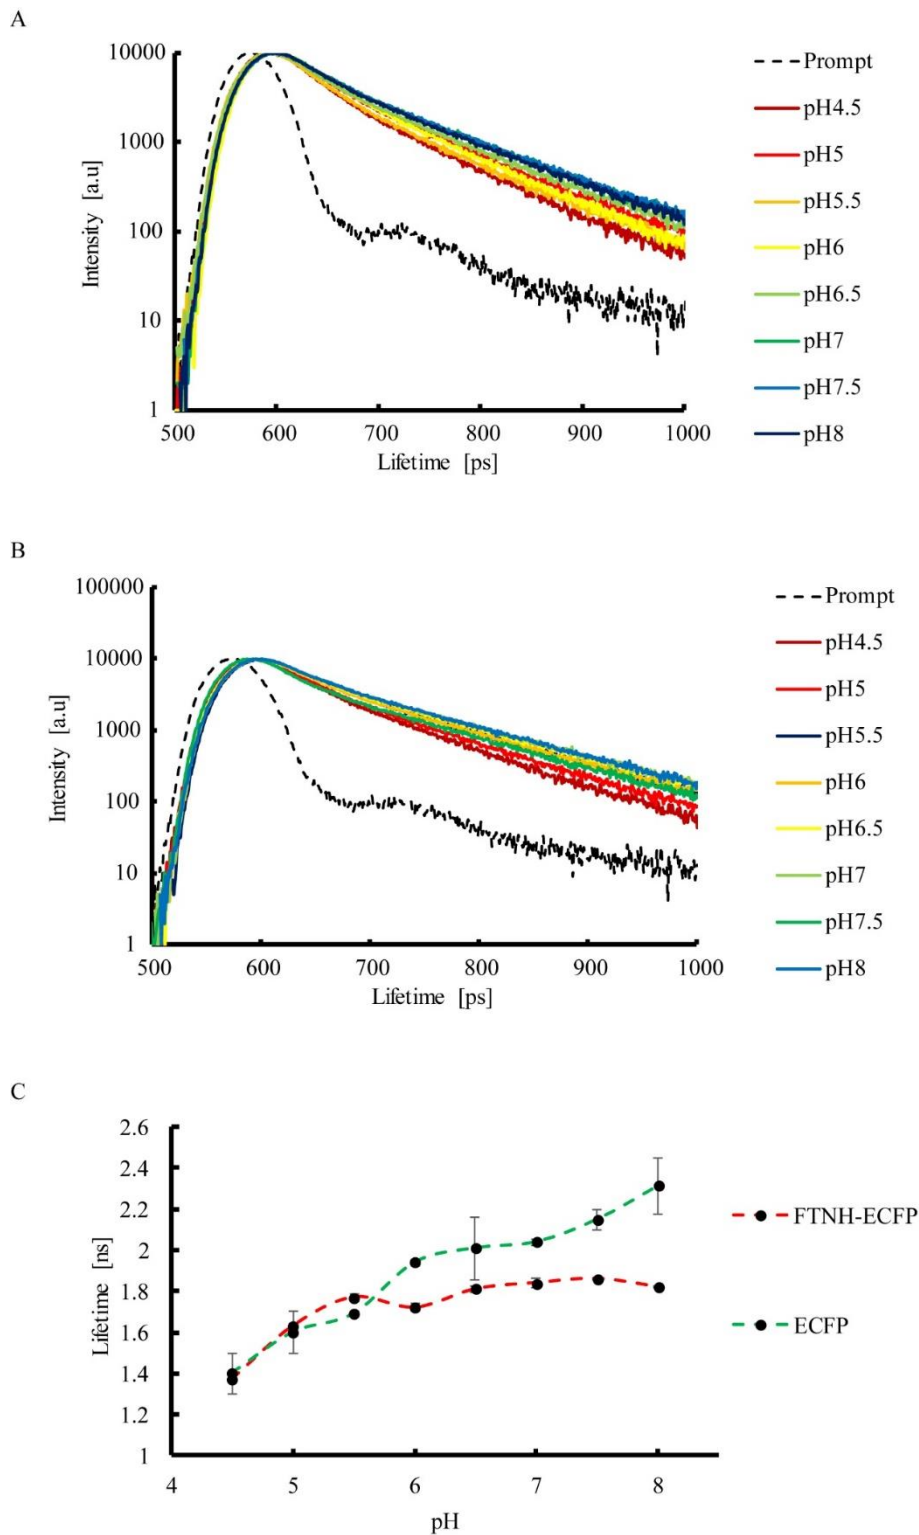 A
10000
1000
100
10
1
Intensity [a.u]
500 600 700 800 900 1000
Lifetime [ps]
Prompt
pH4.5
pH5
pH5.5
pH6
pH6.5
pH7
pH7.5
pH8
B
100000
10000
1000
100
10
1
Intensity [a.u]
500 600 700 800 900 1000
Lifetime [ps]
Prompt
pH4.5
pH5
pH5.5
pH6
pH6.5
pH7
pH7.5
pH8
C
2.6
2.4
2.2
2
1.8
1.6
1.4
1.2
1
Lifetime [ns]
4 5 6 7 8
pH
FTNH-ECFP
ECFP